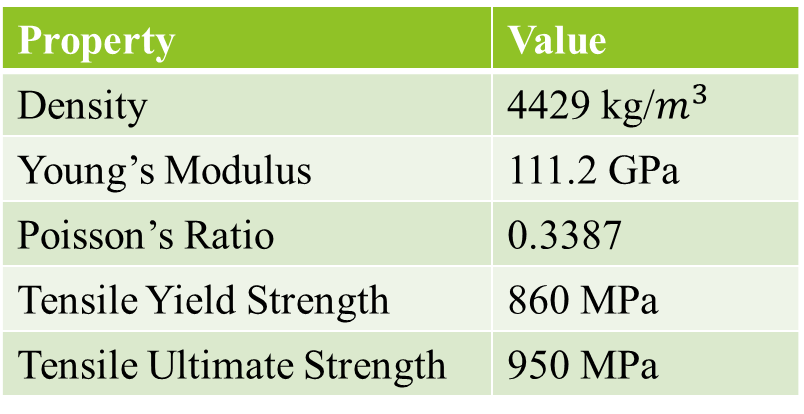 Property Value
Density 4429 kg/m³
Young’s Modulus 111.2 GPa
Poisson’s Ratio 0.3387
Tensile Yield Strength 860 MPa
Tensile Ultimate Strength 950 MPa